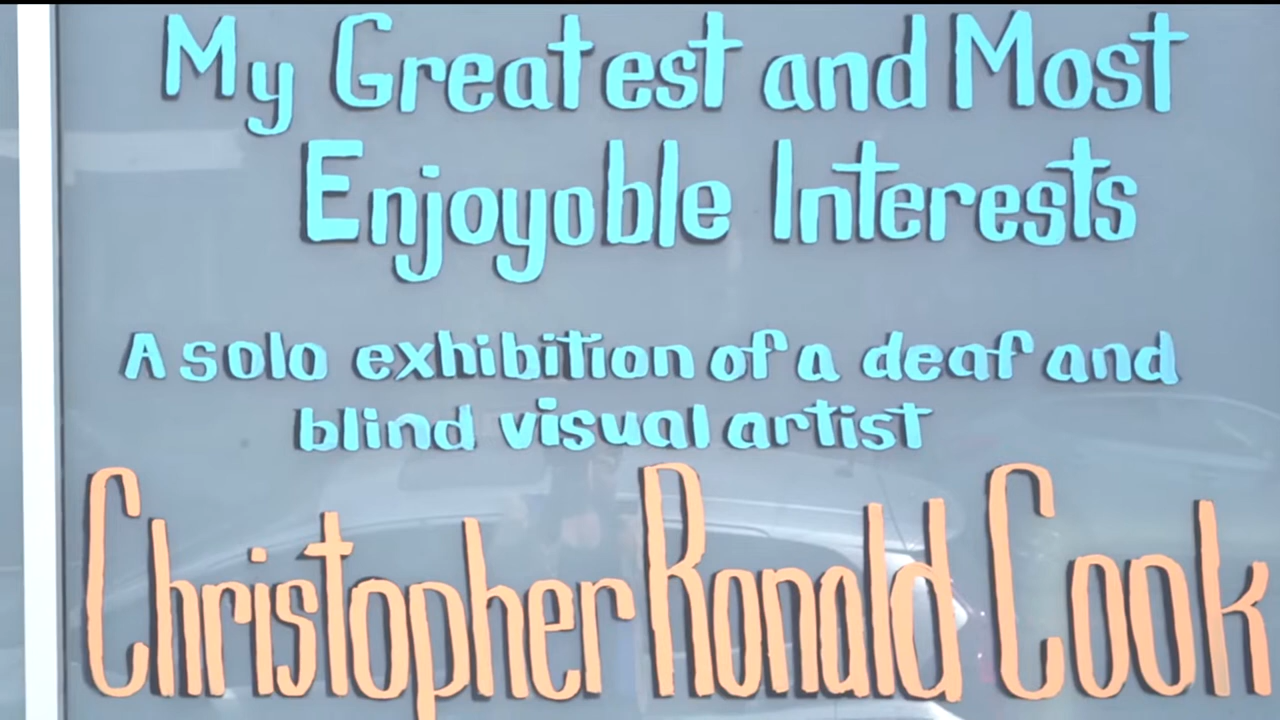 My Greatest and Most
Enjoyoble Interests
A solo exhibition of a deaf and
blind visual artist
Christopher Ronald Cook